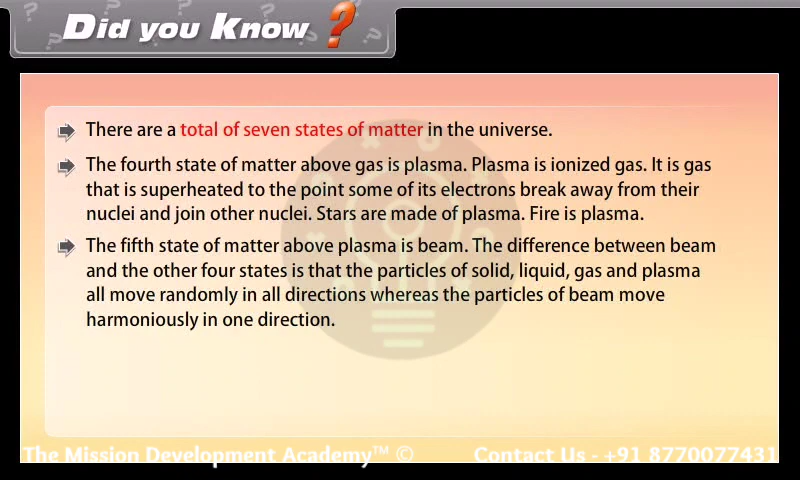 Did you Know ?
There are a total of seven states of matter in the universe.
The fourth state of matter above gas is plasma. Plasma is ionized gas. It is gas
that is superheated to the point some of its electrons break away from their
nuclei and join other nuclei. Stars are made of plasma. Fire is plasma.
The fifth state of matter above plasma is beam. The difference between beam
and the other four states is that the particles of solid, liquid, gas and plasma
all move randomly in all directions whereas the particles of beam move
harmoniously in one direction.
The Mission Development Academy™ © Contact Us - +91 8770077431